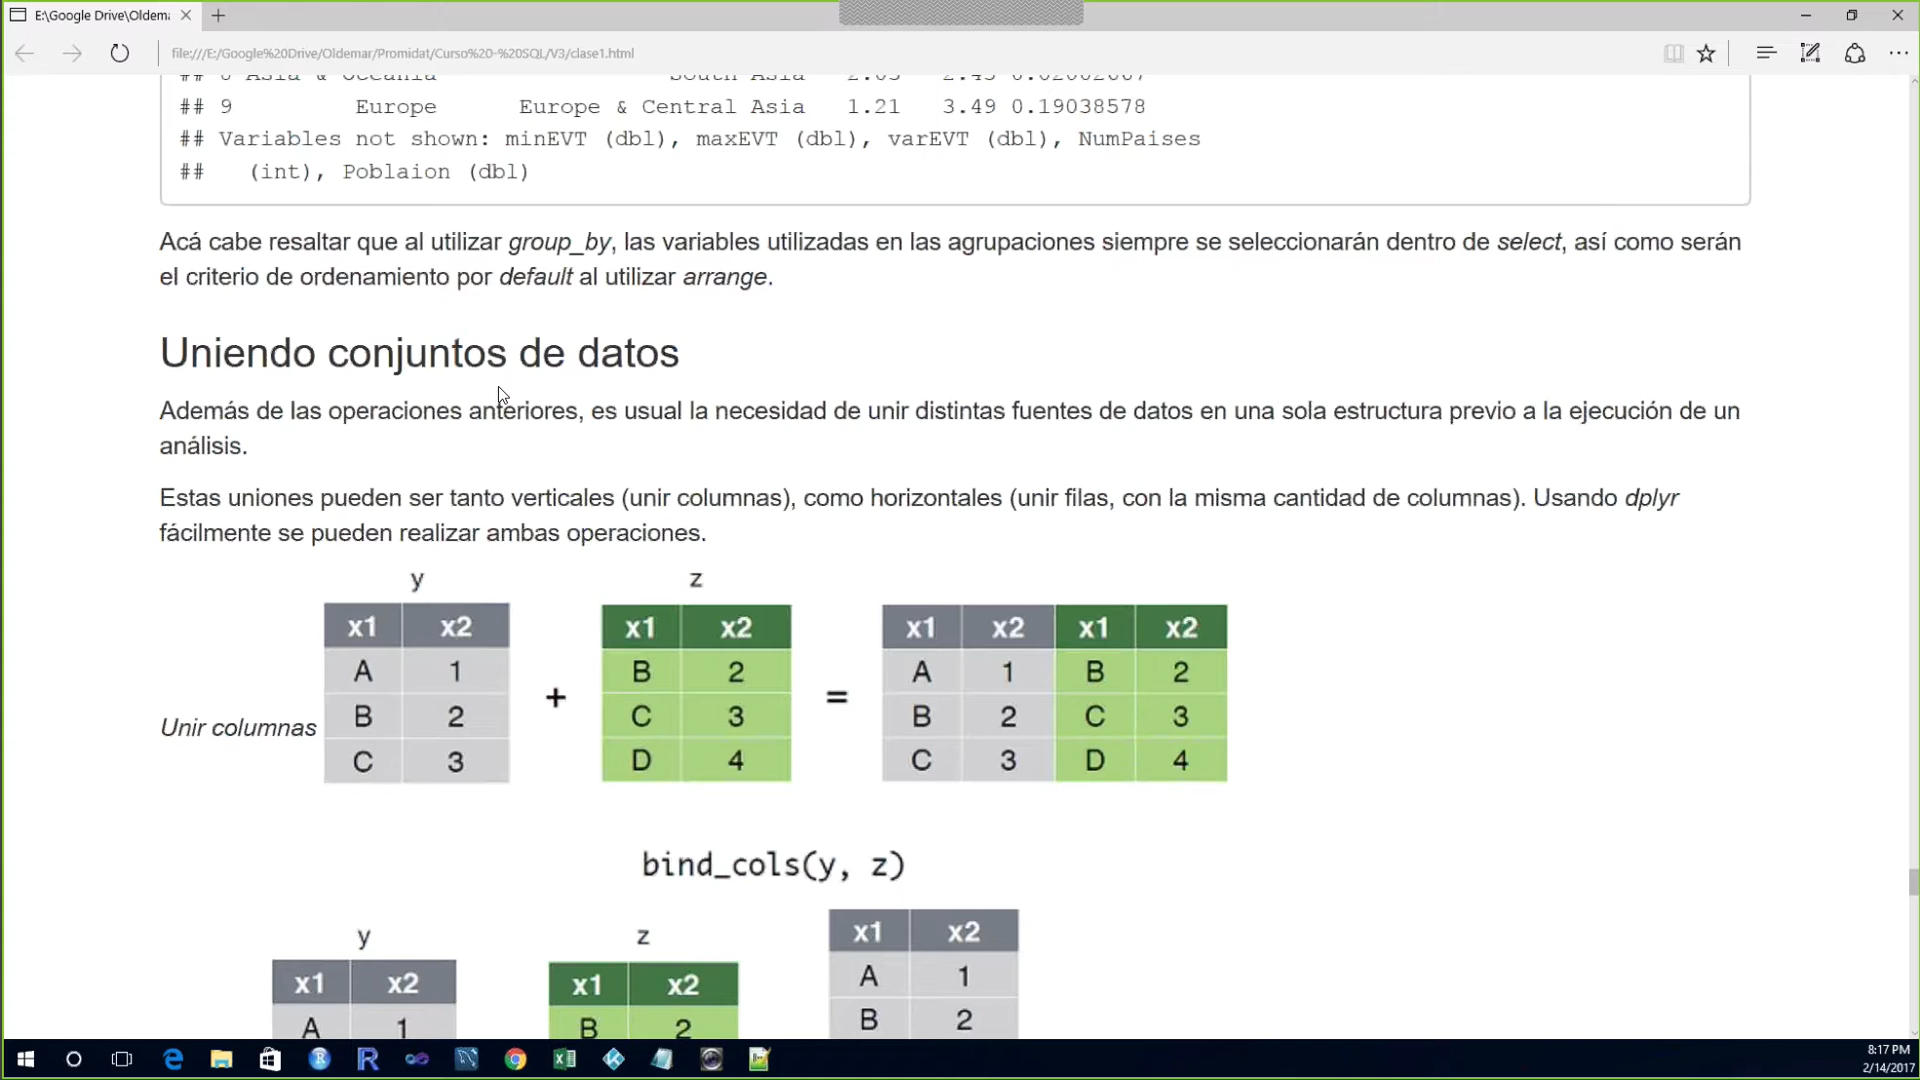 E:\Google Drive\Oldema
file:///E:/Google%20Drive/Oldemar/Promidat/Curso%20-%20SQL/V3/clase1.html
## 9 Europe Europe & Central Asia 1.21 3.49 0.19038578
## Variables not shown: minEVT (dbl), maxEVT (dbl), varEVT (dbl), NumPaises
## (int), Poblaion (dbl)
Acá cabe resaltar que al utilizar group_by, las variables utilizadas en las agrupaciones siempre se seleccionarán dentro de select, así como serán
el criterio de ordenamiento por default al utilizar arrange.
Uniendo conjuntos de datos
Además de las operaciones anteriores, es usual la necesidad de unir distintas fuentes de datos en una sola estructura previo a la ejecución de un
análisis.
Estas uniones pueden ser tanto verticales (unir columnas), como horizontales (unir filas, con la misma cantidad de columnas). Usando dplyr
fácilmente se pueden realizar ambas operaciones.
y z
x1 x2 x1 x2 x1 x2 x1 x2
A 1 B 2 A 1 B 2
B 2 + C 3 = B 2 C 3
Unir columnas
C 3 D 4 C 3 D 4
bind_cols(y, z)
y z x1 x2
x1 x2 x1 x2 A 1
A 1 B 2 B 2
8:17 PM
2/14/2017